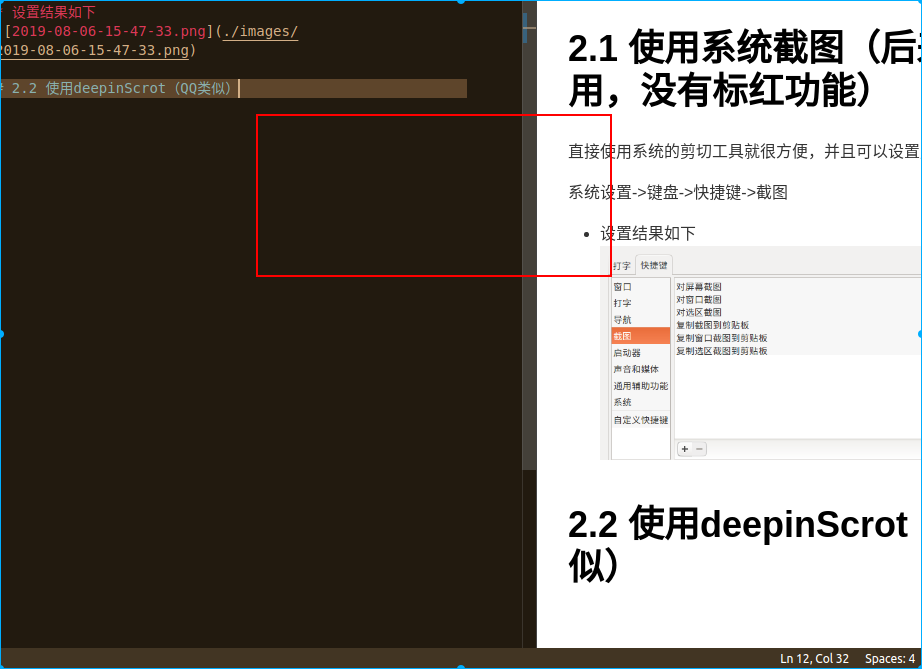 设置结果如下
[2019-08-06-15-47-33.png](./images/
2019-08-06-15-47-33.png)
# 2.2 使用deepinScrot（QQ类似）
2.1 使用系统截图（后
用，没有标红功能）
直接使用系统的剪切工具就很方便，并且可以设置
系统设置->键盘->快捷键->截图
• 设置结果如下
打字 快捷键
窗口
打字
导航
截图
启动器
声音和媒体
通用辅助功能
系统
自定义快捷键
对屏幕截图
对窗口截图
对选区截图
复制截图到剪贴板
复制窗口截图到剪贴板
复制选区截图到剪贴板
+ −
2.2 使用deepinScrot
似）
Ln 12, Col 32 Spaces: 4